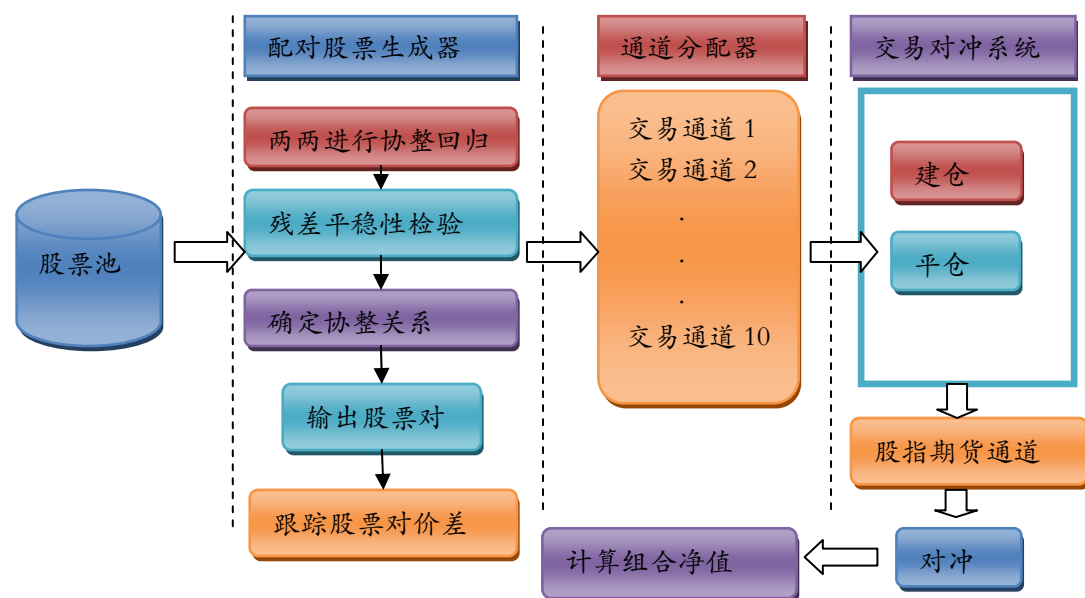 配对股票生成器
通道分配器
交易对冲系统
股票池
两两进行协整回归
残差平稳性检验
确定协整关系
输出股票对
跟踪股票对价差
交易通道 1
交易通道 2
.
.
.
交易通道 10
建仓
平仓
股指期货通道
对冲
计算组合净值